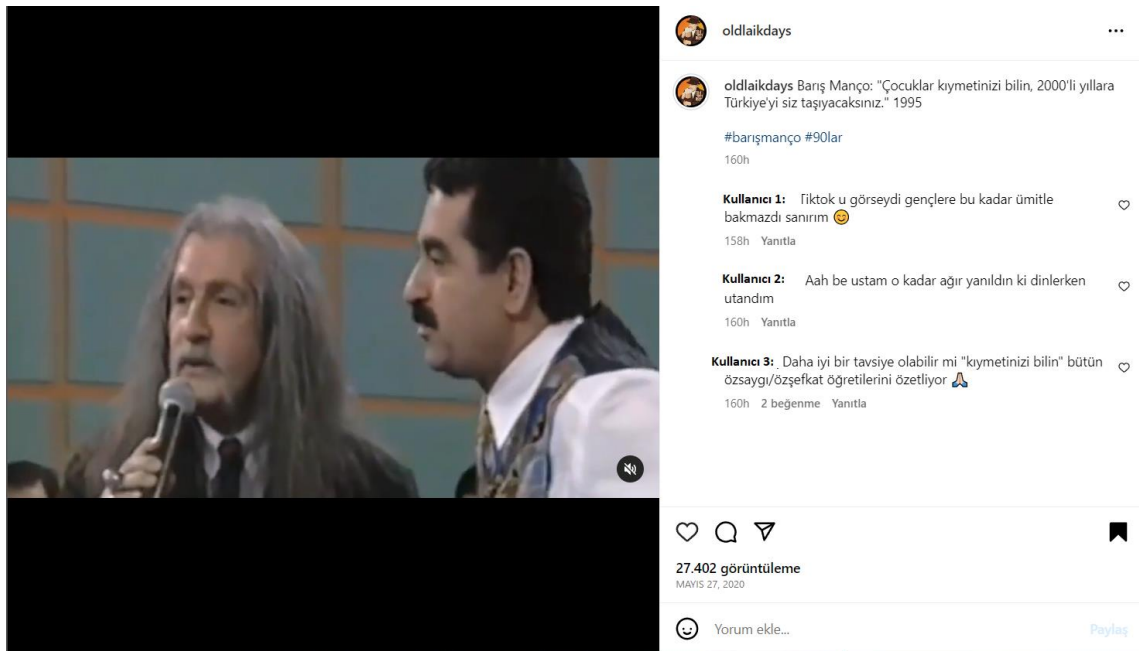 oldlaikdays
oldlaikdays Barış Manço: "Çocuklar kıymetinizi bilin, 2000'li yıllara
Türkiye'yi siz taşıyacaksınız." 1995
#barışmanço #90lar
160h
Kullanıcı 1: Tiktok u görseydi gençlere bu kadar ümitle
bakmazdı sanırım 😊
158h Yanıtla
Kullanıcı 2: Aah be ustam o kadar ağır yanıldın ki dinlerken
utandım
160h Yanıtla
Kullanıcı 3: Daha iyi bir tavsiye olabilir mi "kıymetinizi bilin" bütün
özsaygı/özşefkat öğretilerini özetliyor 🙏🏼
160h 2 beğenme Yanıtla
27.402 görüntüleme
MAYIS 27, 2020
Yorum ekle...
Paylaş